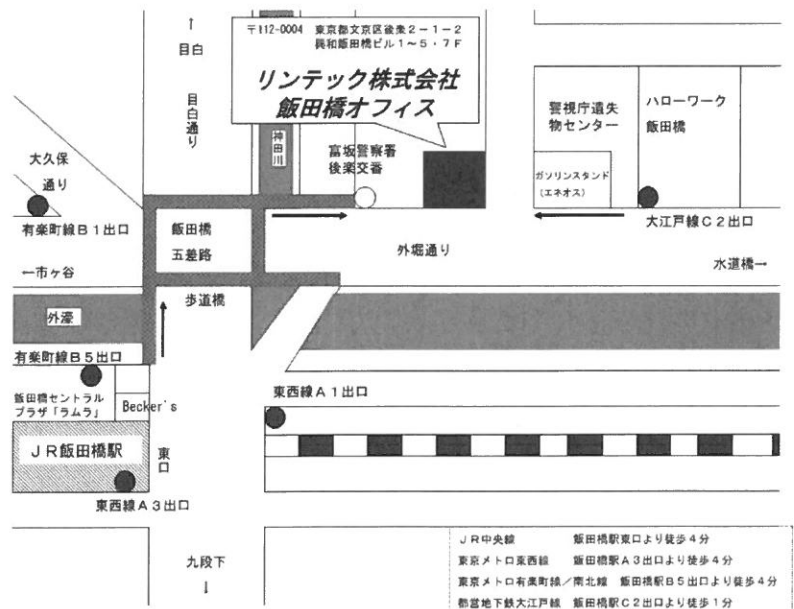 ↑
目白
目白通り
〒112-0004 東京都文京区後楽2-1-2
興和飯田橋ビル1～5・7F
リンテック株式会社
飯田橋オフィス
神田川
富坂警察署
後楽交番
警視庁遺失
物センター
ハローワーク
飯田橋
ガソリンスタンド
(エネオス)
大久保
通り
有楽町線B1出口
飯田橋
五差路
大江戸線C2出口
外堀通り
←市ヶ谷
水道橋→
歩道橋
外濠
有楽町線B5出口
飯田橋セントラル
プラザ「ラムラ」
Becker's
東西線A1出口
JR飯田橋駅
東口
東西線A3出口
九段下
↓
JR中央線 飯田橋駅東口より徒歩4分
東京メトロ東西線 飯田橋駅A3出口より徒歩4分
東京メトロ有楽町線／南北線 飯田橋駅B5出口より徒歩4分
都営地下鉄大江戸線 飯田橋駅C2出口より徒歩1分